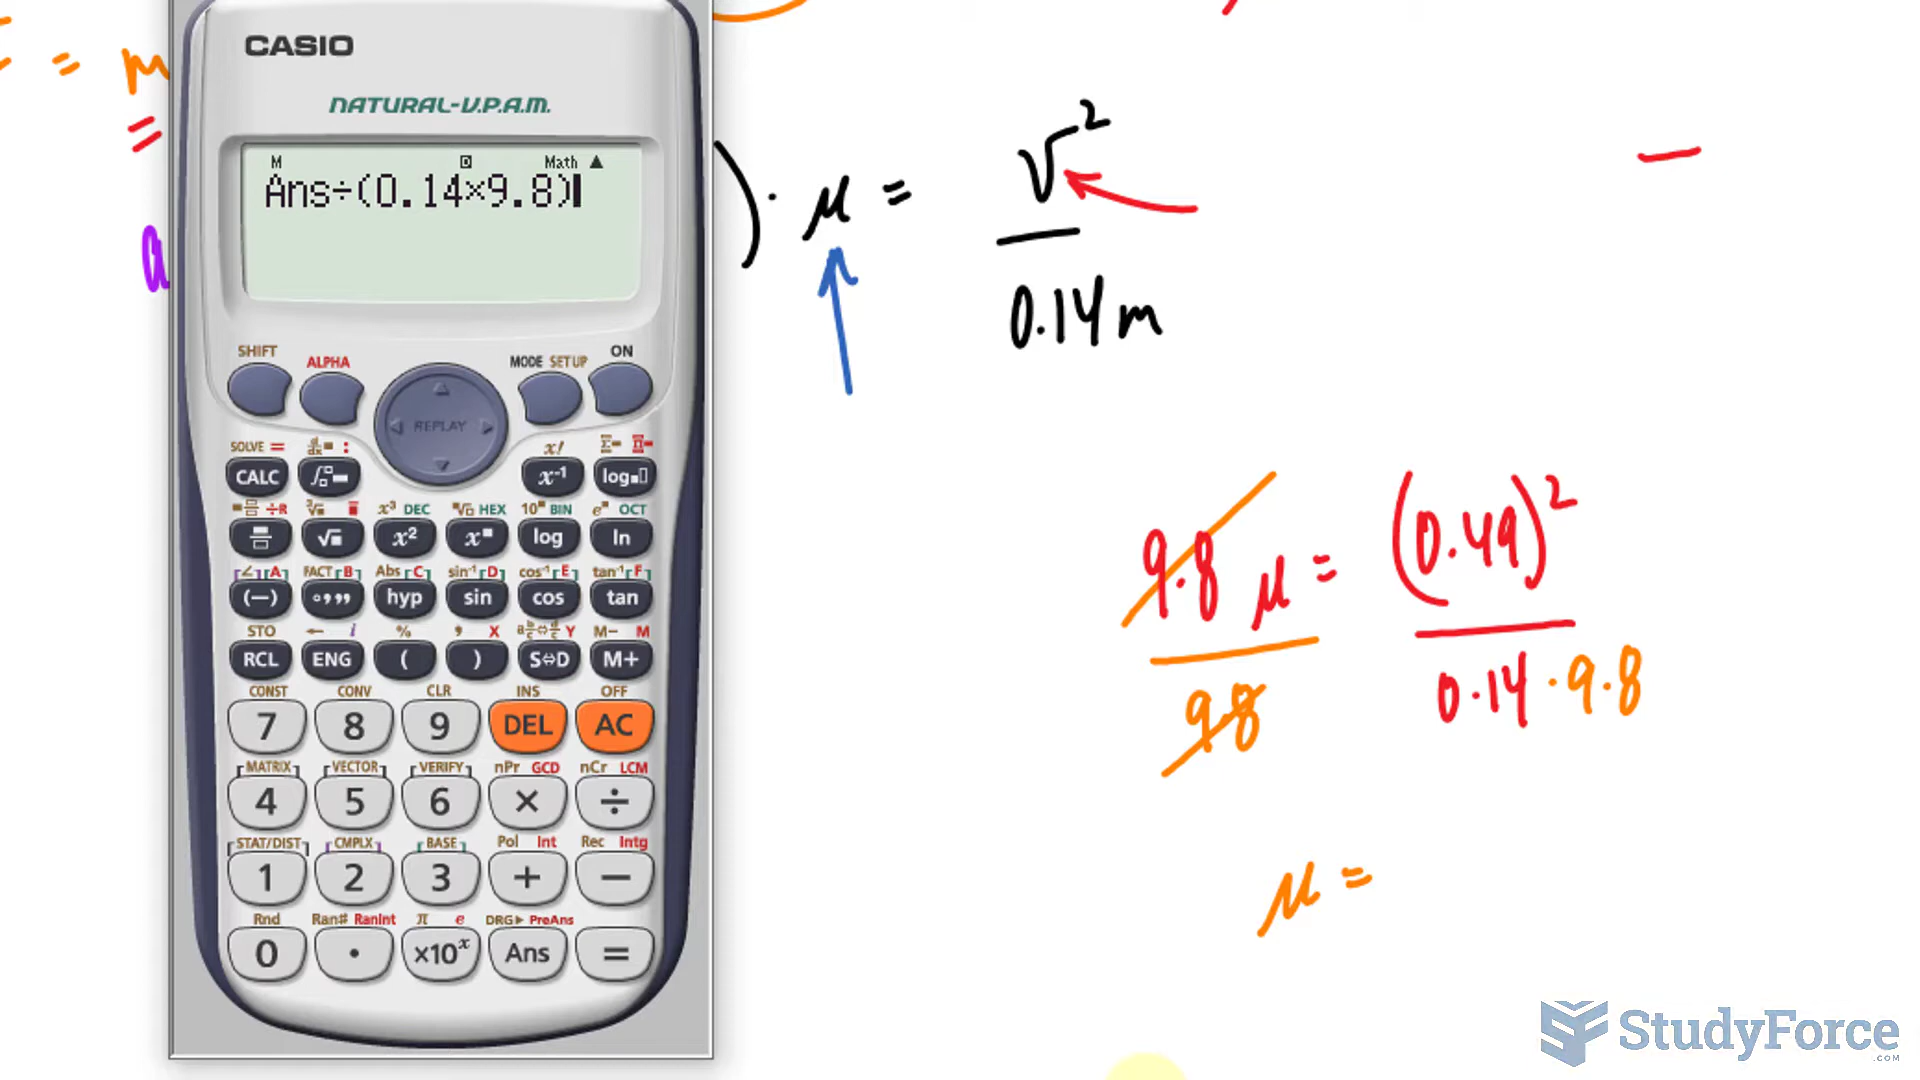 = m
=
a
CASIO
NATURAL-V.P.A.M.
M D Math ▲
Ans÷(0.14×9.8)
SHIFT ALPHA MODE SETUP ON
REPLAY
SOLVE = d/dx : x! Σ Π
CALC ∫ x⁻¹ log
÷R ³√ x³ DEC √ HEX 10 BIN e OCT
√ x² x log ln
∠ A FACT B Abs C sin⁻¹ D cos⁻¹ E tan⁻¹ F
(−) °,,, hyp sin cos tan
STO ← i % , X a b/c⇔d/c Y M− M
RCL ENG ( ) S⇔D M+
CONST CONV CLR INS OFF
7 8 9 DEL AC
MATRIX VECTOR VERIFY nPr GCD nCr LCM
4 5 6 × ÷
STAT/DIST CMPLX BASE Pol Int Rec Intg
1 2 3 + −
Rnd Ran# RanInt π e DRG▶ PreAns
0 . ×10ˣ Ans =
) · μ = v²
0.14 m
9.8 μ = (0.49)²
9.8 0.14 · 9.8
μ =
StudyForce
.COM